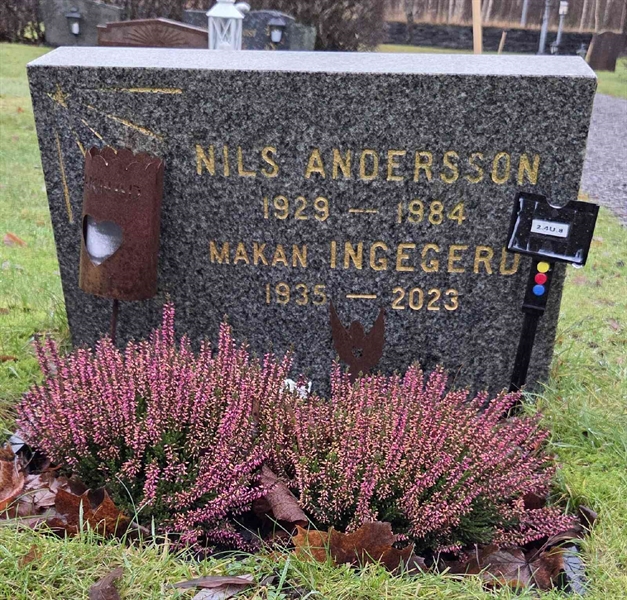 NILS ANDERSSON
1929 — 1984
MAKAN INGEGERD
1935 — 2023